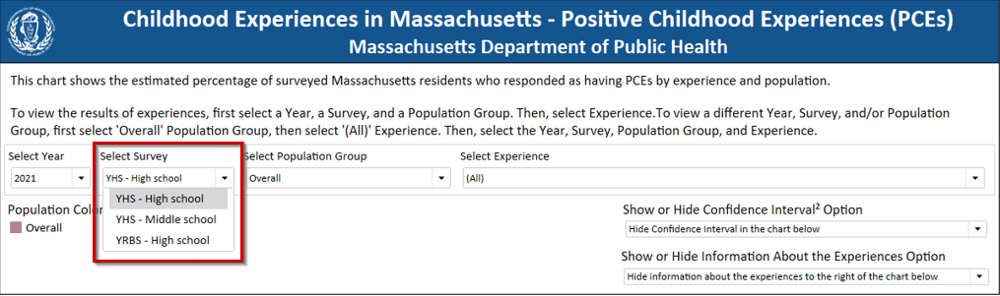 Childhood Experiences in Massachusetts - Positive Childhood Experiences (PCEs)
Massachusetts Department of Public Health
This chart shows the estimated percentage of surveyed Massachusetts residents who responded as having PCEs by experience and population.
To view the results of experiences, first select a Year, a Survey, and a Population Group. Then, select Experience.To view a different Year, Survey, and/or Population
Group, first select 'Overall' Population Group, then select '(All)' Experience. Then, select the Year, Survey, Population Group, and Experience.
Select Year Select Survey Select Population Group Select Experience
2021 YHS - High school Overall (All)
YHS - High school
YHS - Middle school
YRBS - High school
Population Color
Overall
Show or Hide Confidence Interval² Option
Hide Confidence Interval in the chart below
Show or Hide Information About the Experiences Option
Hide information about the experiences to the right of the chart below